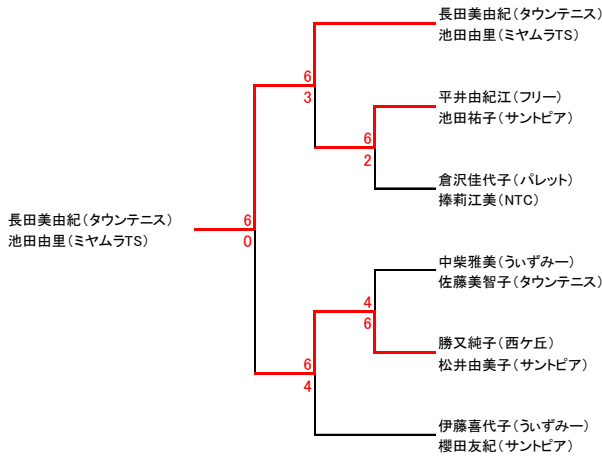 長田美由紀(タウンテニス)
池田由里(ミヤムラTS)
6
3
平井由紀江(フリー)
池田祐子(サントピア)
6
2
倉沢佳代子(パレット)
捧莉江美(NTC)
長田美由紀(タウンテニス)
池田由里(ミヤムラTS)
6
0
中柴雅美(うぃずみー)
佐藤美智子(タウンテニス)
4
6
勝又純子(西ケ丘)
松井由美子(サントピア)
6
4
伊藤喜代子(うぃずみー)
櫻田友紀(サントピア)